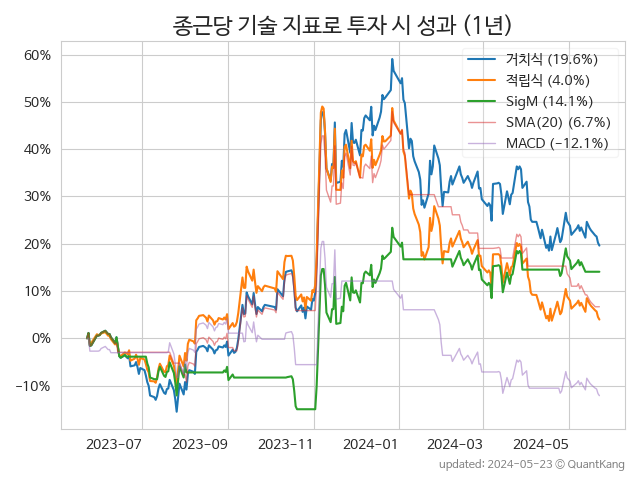 종근당 기술 지표로 투자 시 성과 (1년)
거치식 (19.6%)
적립식 (4.0%)
SigM (14.1%)
SMA(20) (6.7%)
MACD (−12.1%)
60%
50%
40%
30%
20%
10%
0%
−10%
2023-07 2023-09 2023-11 2024-01 2024-03 2024-05
updated: 2024-05-23 © QuantKang